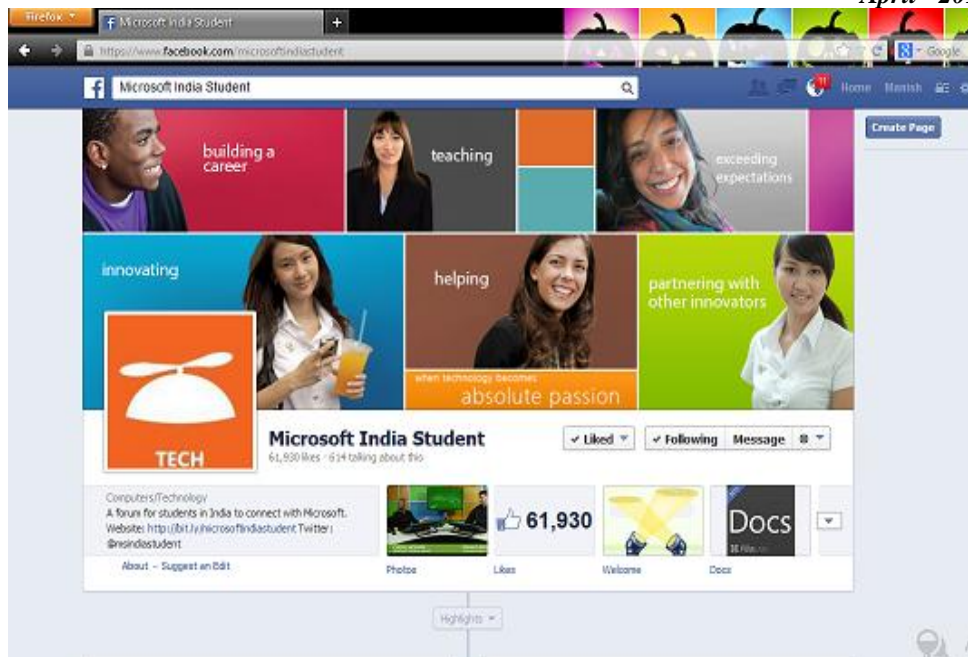 April
Firefox
Microsoft India Student
https://www.facebook.com/microsoftindiastudent
Google
Microsoft India Student
11
Home
Manish
Create Page
building a
career
teaching
exceeding
expectations
innovating
helping
partnering with
other innovators
when technology becomes
absolute passion
TECH
Microsoft India Student
61,930 likes · 614 talking about this
Liked
Following
Message
Computers/Technology
A forum for students in India to connect with Microsoft.
Website: http://bit.ly/microsoftindiastudent Twitter:
@msindiastudent
About – Suggest an Edit
61,930
Docs
Photos
Likes
Welcome
Docs
Highlights